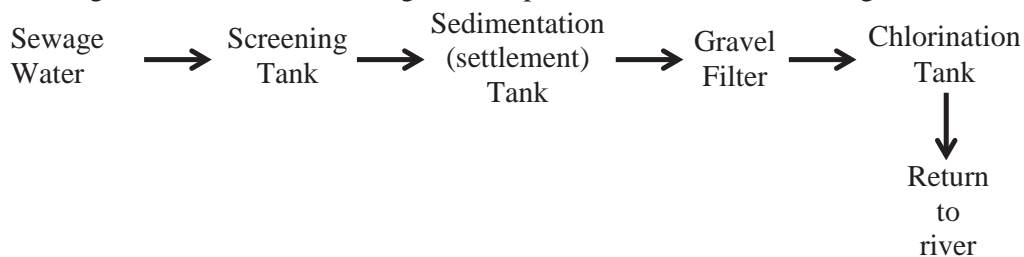 Sewage
Water
Screening
Tank
Sedimentation
(settlement)
Tank
Gravel
Filter
Chlorination
Tank
Return
to
river